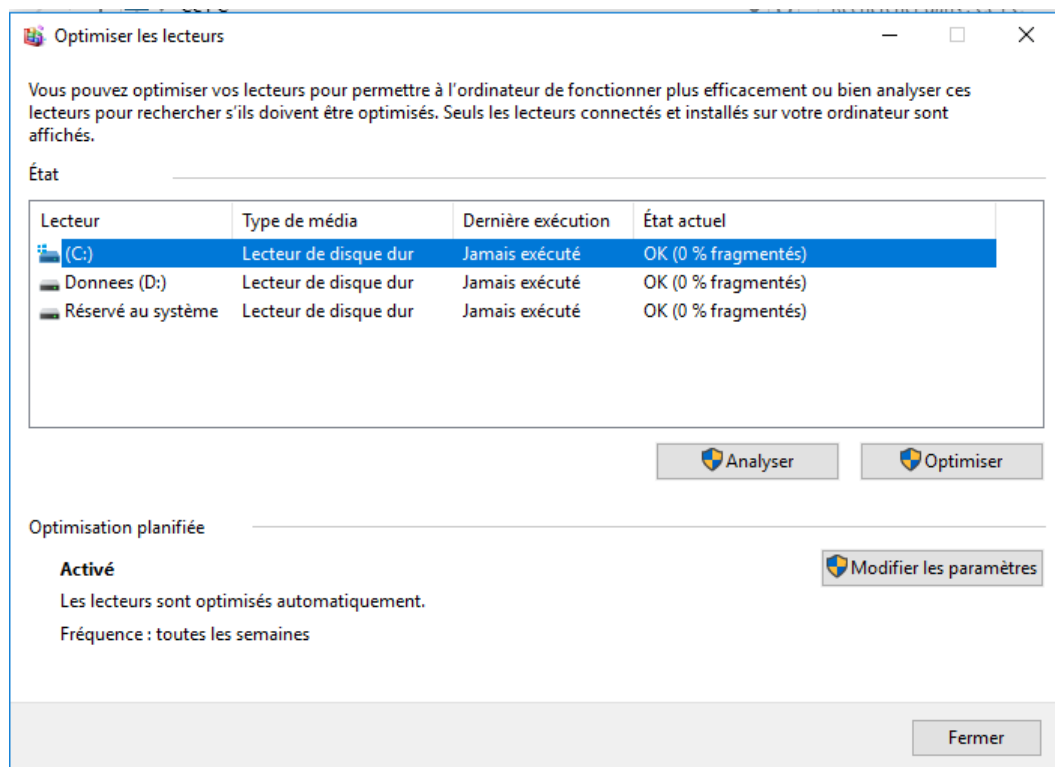 Optimiser les lecteurs
Vous pouvez optimiser vos lecteurs pour permettre à l'ordinateur de fonctionner plus efficacement ou bien analyser ces
lecteurs pour rechercher s'ils doivent être optimisés. Seuls les lecteurs connectés et installés sur votre ordinateur sont
affichés.
État
Lecteur Type de média Dernière exécution État actuel
(C:) Lecteur de disque dur Jamais exécuté OK (0 % fragmentés)
Donnees (D:) Lecteur de disque dur Jamais exécuté OK (0 % fragmentés)
Réservé au système Lecteur de disque dur Jamais exécuté OK (0 % fragmentés)
Analyser Optimiser
Optimisation planifiée
Activé
Modifier les paramètres
Les lecteurs sont optimisés automatiquement.
Fréquence : toutes les semaines
Fermer